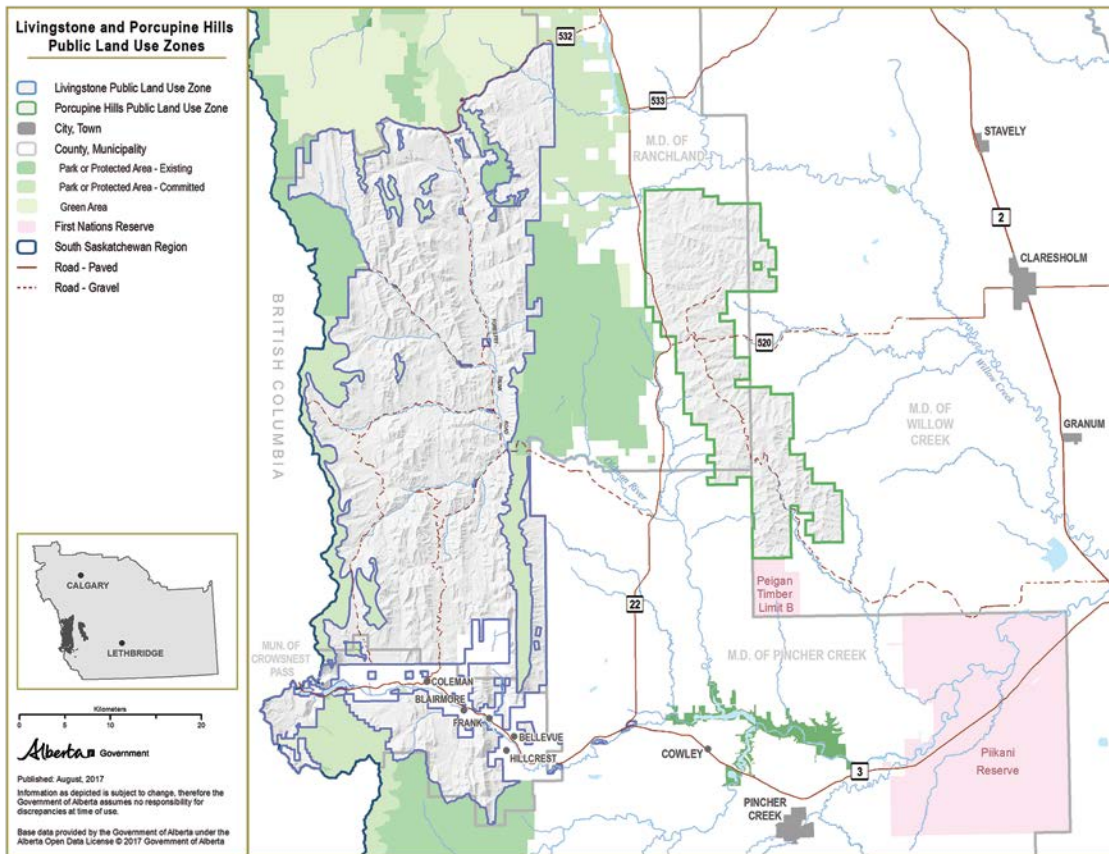 Livingstone and Porcupine Hills
Public Land Use Zones
Livingstone Public Land Use Zone
Porcupine Hills Public Land Use Zone
City, Town
County, Municipality
Park or Protected Area - Existing
Park or Protected Area - Committed
Green Area
First Nations Reserve
South Saskatchewan Region
Road - Paved
Road - Gravel
CALGARY
LETHBRIDGE
Kilometers
0 5 10 20
Alberta Government
Published: August, 2017
Information as depicted is subject to change, therefore the
Government of Alberta assumes no responsibility for
discrepancies at time of use.
Base data provided by the Government of Alberta under the
Alberta Open Data License © 2017 Government of Alberta
532
533
M.D. OF
RANCHLAND
STAVELY
2
CLARESHOLM
BRITISH COLUMBIA
FORESTRY
TRUNK
ROAD
520
Willow Creek
M.D. OF
WILLOW
CREEK
GRANUM
Oldman River
Peigan
Timber
Limit B
22
MUN. OF
CROWSNEST
PASS
M.D. OF PINCHER CREEK
COLEMAN
BLAIRMORE
FRANK
BELLEVUE
HILLCREST
COWLEY
3
Piikani
Reserve
PINCHER
CREEK